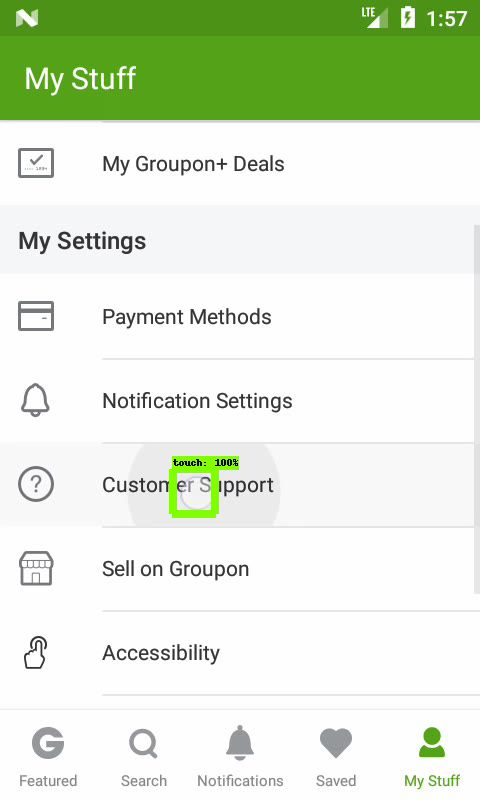 LTE 1:57
My Stuff
My Groupon+ Deals
My Settings
Payment Methods
Notification Settings
touch: 100%
Customer Support
Sell on Groupon
Accessibility
Featured Search Notifications Saved My Stuff